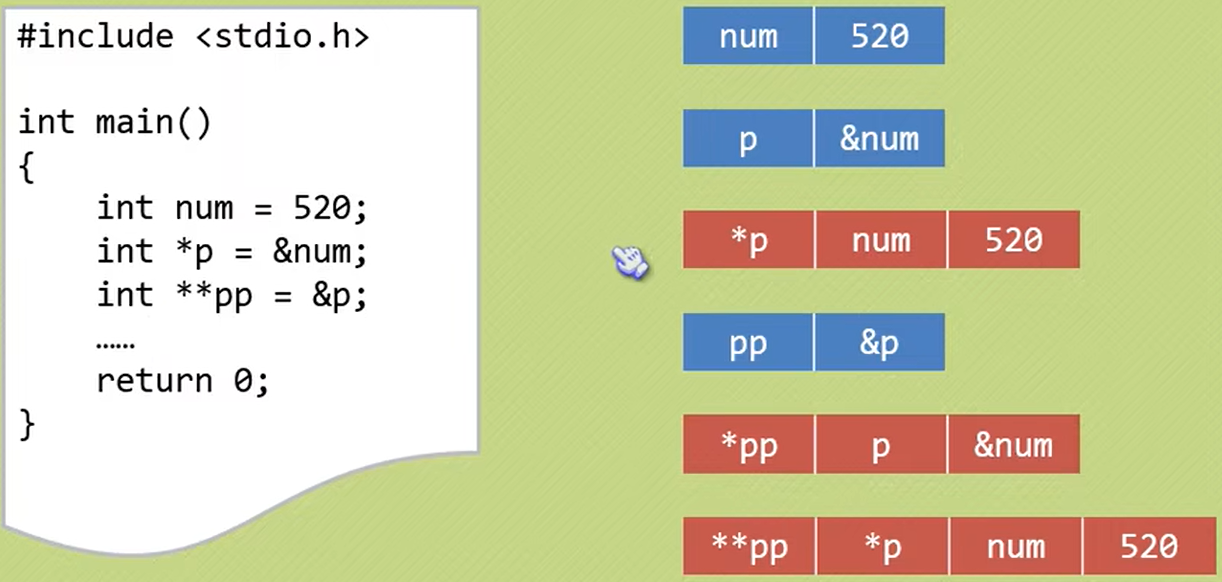 #include <stdio.h>
int main()
{
    int num = 520;
    int *p = &num;
    int **pp = &p;
    ……
    return 0;
}
num 520
p &num
*p num 520
pp &p
*pp p &num
**pp *p num 520